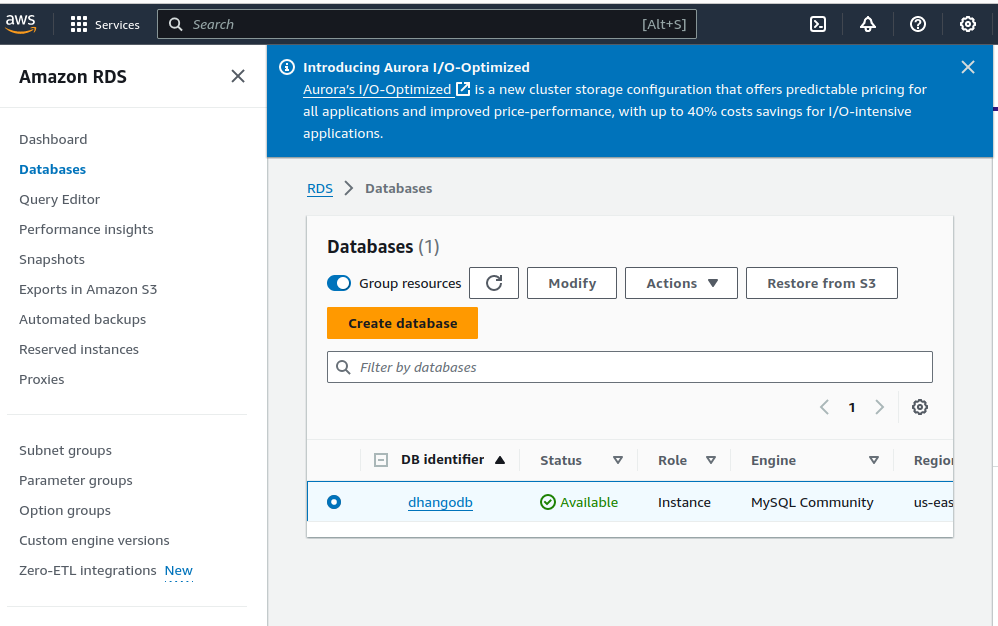 aws
Services
Search
[Alt+S]
Amazon RDS
Dashboard
Databases
Query Editor
Performance insights
Snapshots
Exports in Amazon S3
Automated backups
Reserved instances
Proxies
Subnet groups
Parameter groups
Option groups
Custom engine versions
Zero-ETL integrations New
Introducing Aurora I/O-Optimized
Aurora's I/O-Optimized is a new cluster storage configuration that offers predictable pricing for
all applications and improved price-performance, with up to 40% costs savings for I/O-intensive
applications.
RDS > Databases
Databases (1)
Group resources
Modify
Actions
Restore from S3
Create database
Filter by databases
1
DB identifier
Status
Role
Engine
Region
dhangodb
Available
Instance
MySQL Community
us-eas